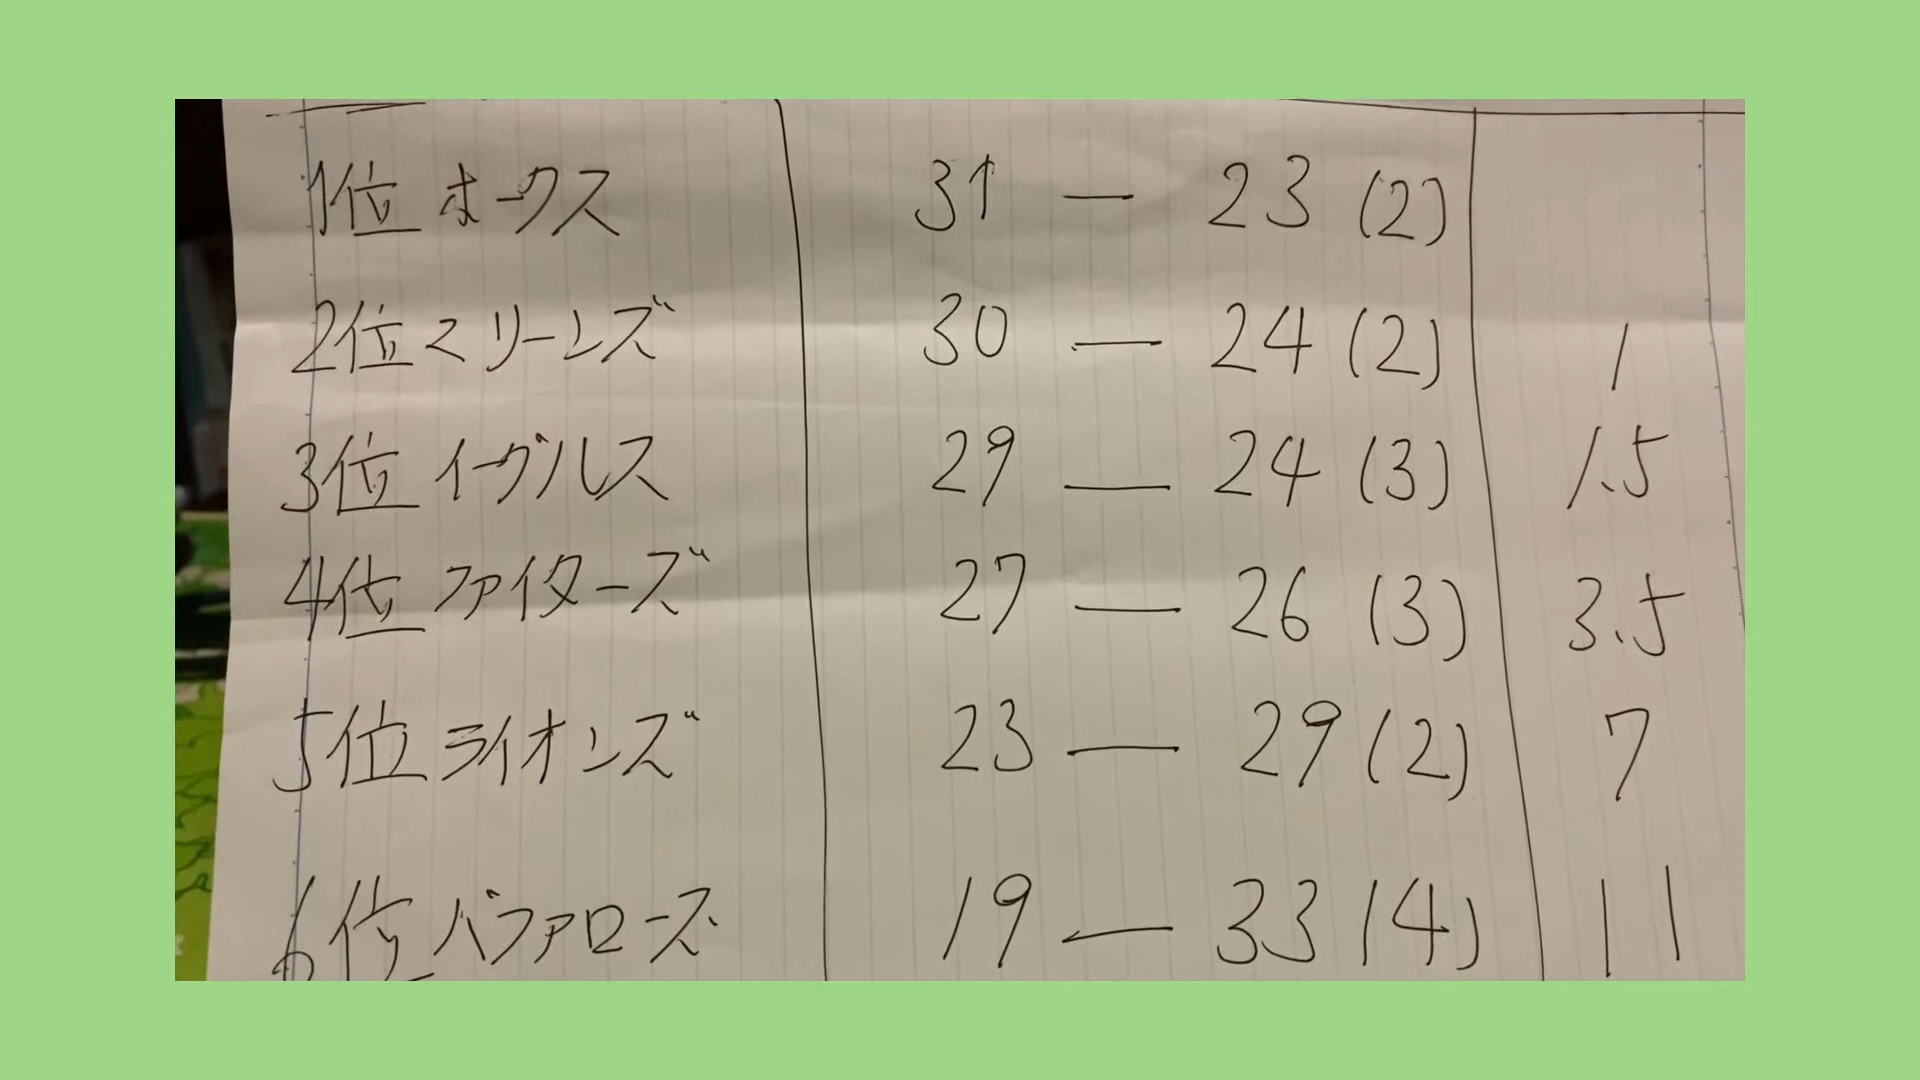 1位 ホークス 31 — 23 (2)
2位 マリーンズ 30 — 24 (2) 1
3位 イーグルス 29 — 24 (3) 1.5
4位 ファイターズ 27 — 26 (3) 3.5
5位 ライオンズ 23 — 29 (2) 7
6位 バファローズ 19 — 33 (4) 11